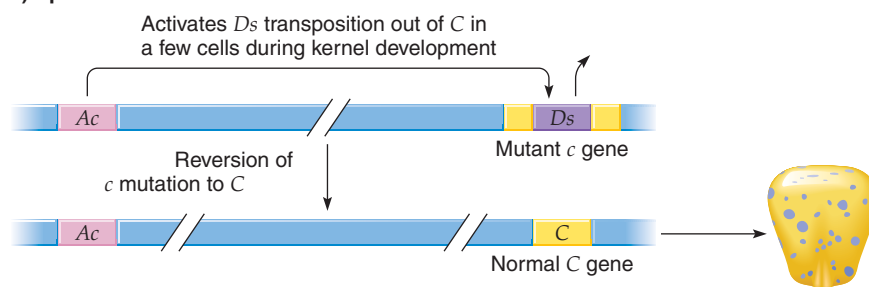 Activates Ds transposition out of C in
a few cells during kernel development
Ac
Ds
Mutant c gene
Reversion of
c mutation to C
Ac
C
Normal C gene